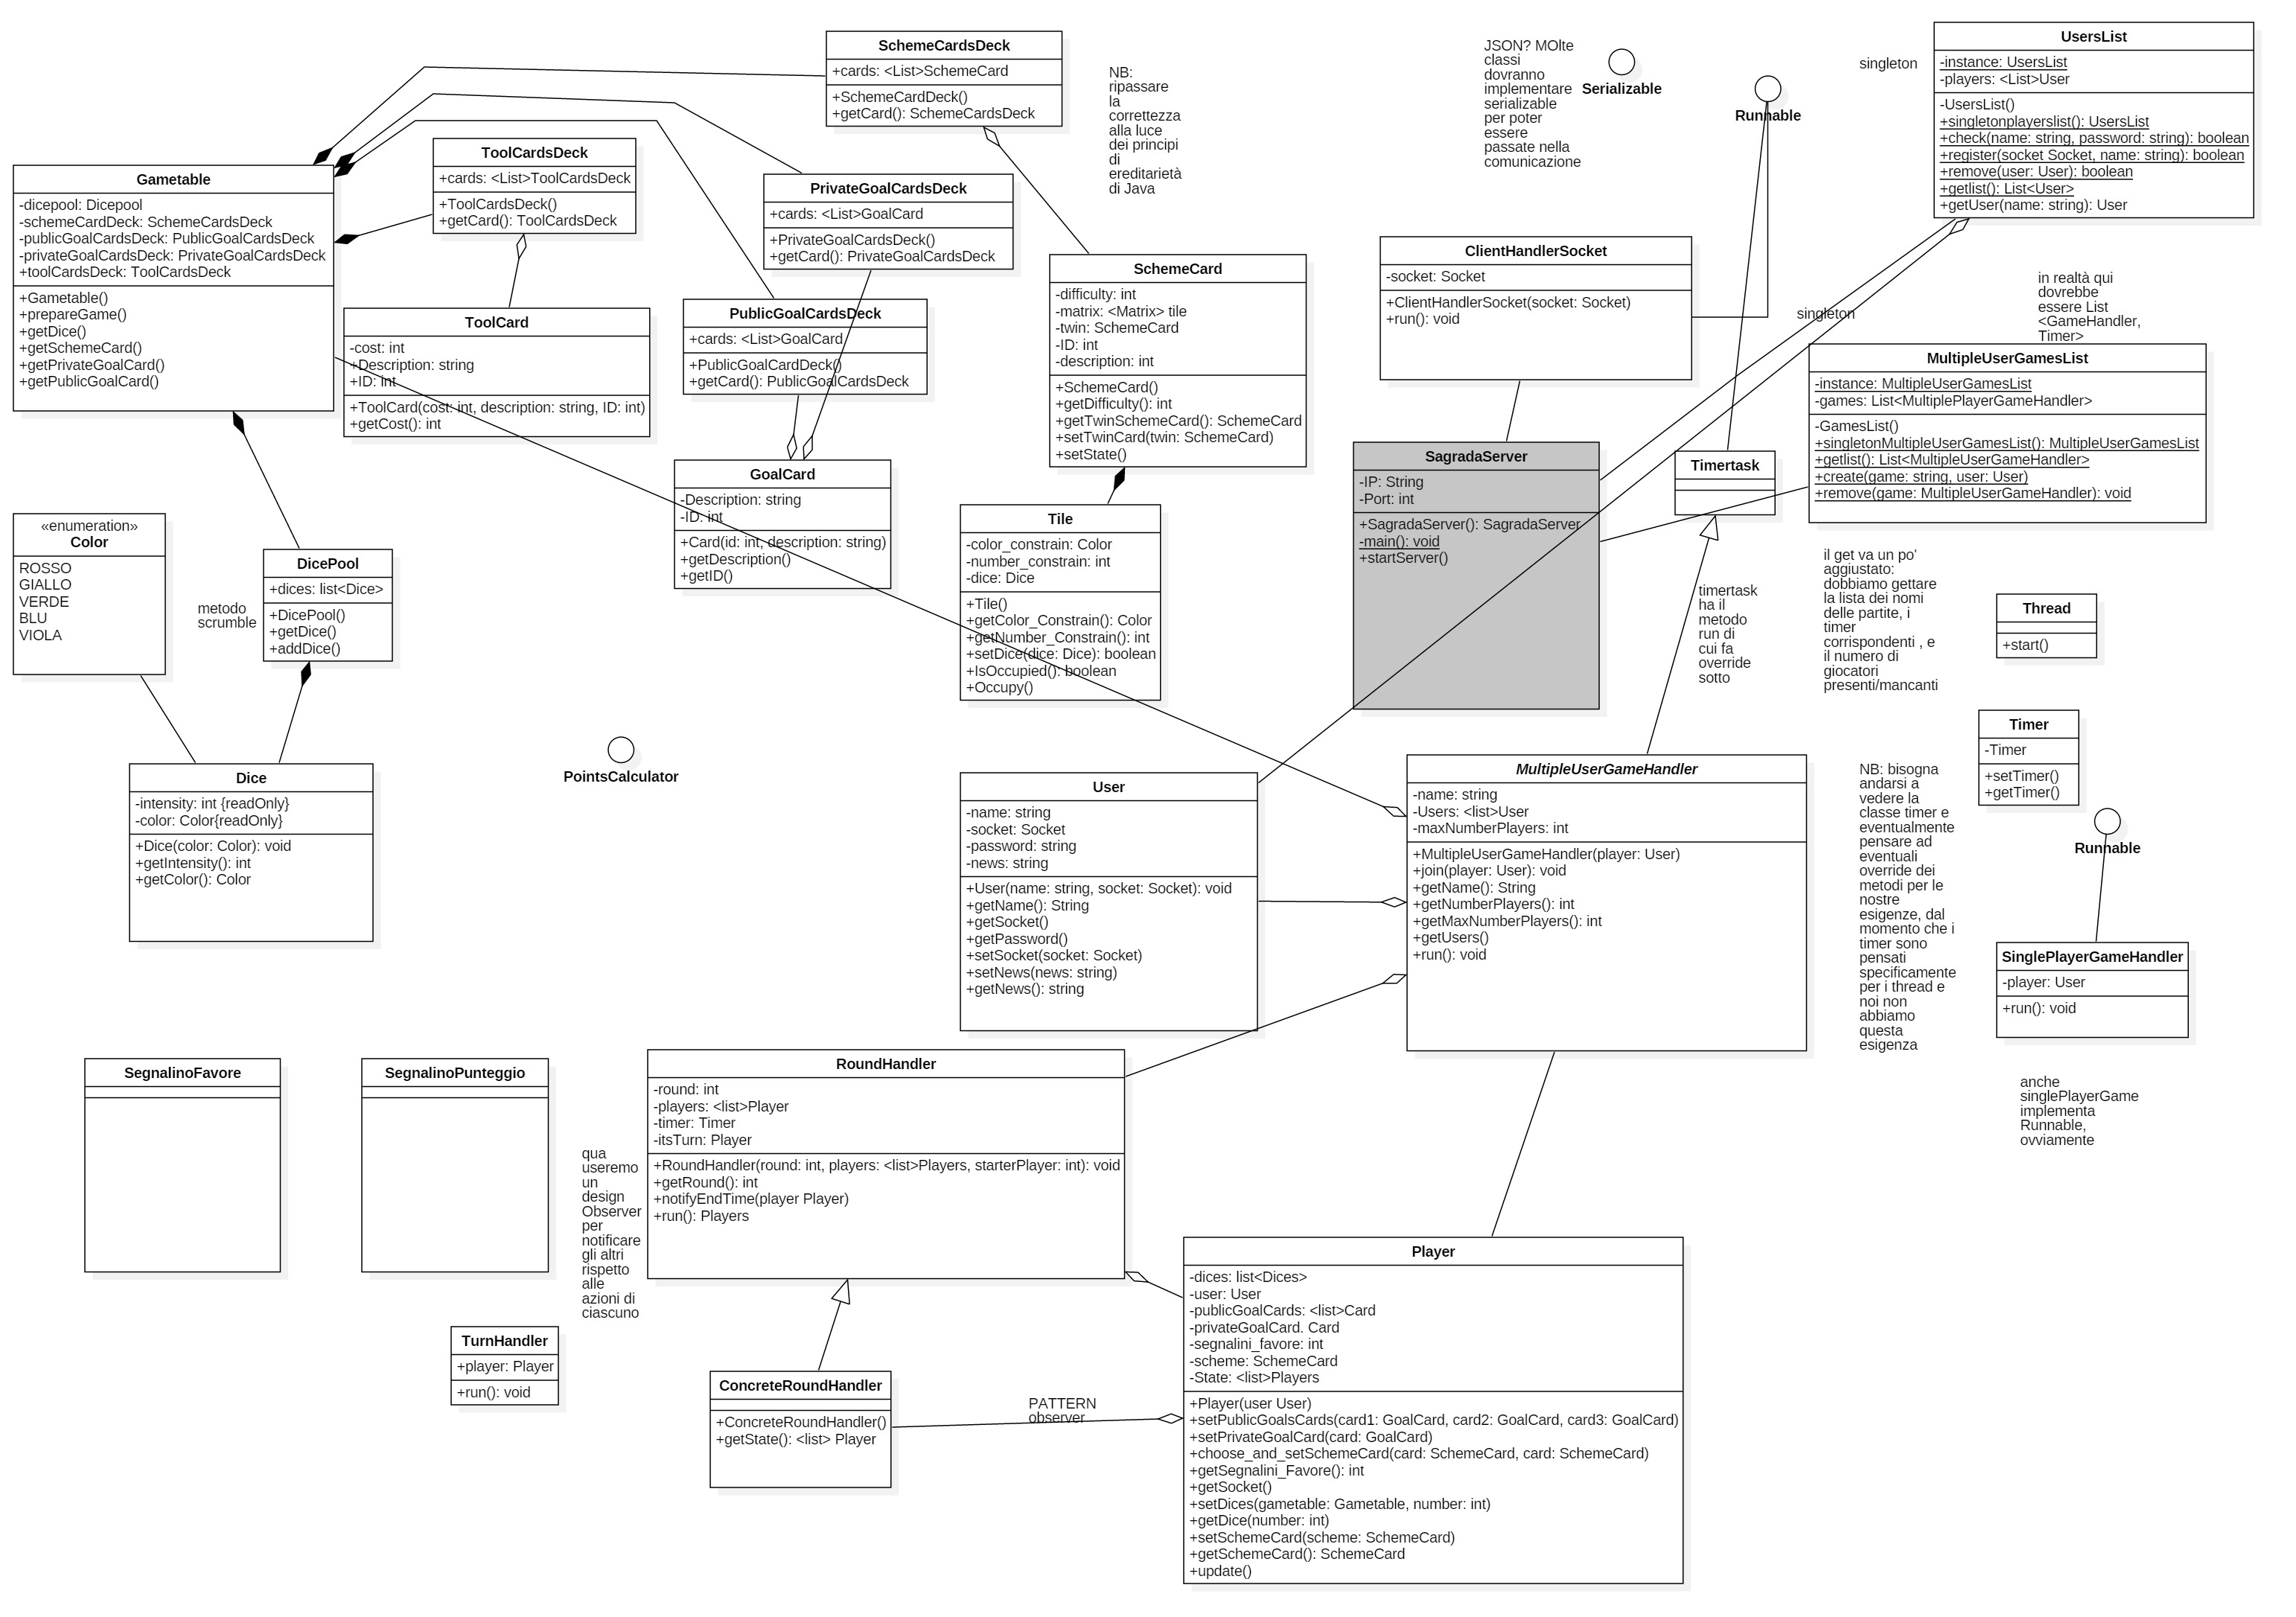 SchemeCardsDeck
+cards: <List>SchemeCard
+SchemeCardDeck()
+getCard(): SchemeCardsDeck
NB:
ripassare
la
correttezza
alla luce
dei principi
di
ereditarietà
di Java
JSON? MOlte
classi
dovranno
implementare
serializable
per poter
essere
passate nella
comunicazione
Serializable
Runnable
singleton
UsersList
-instance: UsersList
-players: <List>User
-UsersList()
+singletonplayerslist(): UsersList
+check(name: string, password: string): boolean
+register(socket Socket, name: string): boolean
+remove(user: User): boolean
+getlist(): List<User>
+getUser(name: string): User
Gametable
-dicepool: Dicepool
-schemeCardDeck: SchemeCardsDeck
-publicGoalCardsDeck: PublicGoalCardsDeck
-privateGoalCardsDeck: PrivateGoalCardsDeck
+toolCardsDeck: ToolCardsDeck
+Gametable()
+prepareGame()
+getDice()
+getSchemeCard()
+getPrivateGoalCard()
+getPublicGoalCard()
ToolCardsDeck
+cards: <List>ToolCardsDeck
+ToolCardsDeck()
+getCard(): ToolCardsDeck
PrivateGoalCardsDeck
+cards: <List>GoalCard
+PrivateGoalCardsDeck()
+getCard(): PrivateGoalCardsDeck
ToolCard
-cost: int
+Description: string
+ID: int
+ToolCard(cost: int, description: string, ID: int)
+getCost(): int
PublicGoalCardsDeck
+cards: <List>GoalCard
+PublicGoalCardDeck()
+getCard(): PublicGoalCardsDeck
SchemeCard
-difficulty: int
-matrix: <Matrix> tile
-twin: SchemeCard
-ID: int
-description: int
+SchemeCard()
+getDifficulty(): int
+getTwinSchemeCard(): SchemeCard
+setTwinCard(twin: SchemeCard)
+setState()
ClientHandlerSocket
-socket: Socket
+ClientHandlerSocket(socket: Socket)
+run(): void
singleton
in realtà qui
dovrebbe
essere List
<GameHandler,
Timer>
MultipleUserGamesList
-instance: MultipleUserGamesList
-games: List<MultiplePlayerGameHandler>
-GamesList()
+singletonMultipleUserGamesList(): MultipleUserGamesList
+getlist(): List<MultipleUserGameHandler>
+create(game: string, user: User)
+remove(game: MultipleUserGameHandler): void
SagradaServer
-IP: String
-Port: int
+SagradaServer(): SagradaServer
-main(): void
+startServer()
Timertask
GoalCard
-Description: string
-ID: int
+Card(id: int, description: string)
+getDescription()
+getID()
Tile
-color_constrain: Color
-number_constrain: int
-dice: Dice
+Tile()
+getColor_Constrain(): Color
+getNumber_Constrain(): int
+setDice(dice: Dice): boolean
+IsOccupied(): boolean
+Occupy()
«enumeration»
Color
ROSSO
GIALLO
VERDE
BLU
VIOLA
metodo
scrumble
DicePool
+dices: list<Dice>
+DicePool()
+getDice()
+addDice()
timertask
ha il
metodo
run di
cui fa
override
sotto
il get va un po'
aggiustato:
dobbiamo gettare
la lista dei nomi
delle partite, i
timer
corrispondenti , e
il numero di
giocatori
presenti/mancanti
Thread
+start()
Timer
-Timer
+setTimer()
+getTimer()
Dice
-intensity: int {readOnly}
-color: Color{readOnly}
+Dice(color: Color): void
+getIntensity(): int
+getColor(): Color
PointsCalculator
User
-name: string
-socket: Socket
-password: string
-news: string
+User(name: string, socket: Socket): void
+getName(): String
+getSocket()
+getPassword()
+setSocket(socket: Socket)
+setNews(news: string)
+getNews(): string
MultipleUserGameHandler
-name: string
-Users: <list>User
-maxNumberPlayers: int
+MultipleUserGameHandler(player: User)
+join(player: User): void
+getName(): String
+getNumberPlayers(): int
+getMaxNumberPlayers(): int
+getUsers()
+run(): void
NB: bisogna
andarsi a
vedere la
classe timer e
eventualmente
pensare ad
eventuali
override dei
metodi per le
nostre
esigenze, dal
momento che i
timer sono
pensati
specificamente
per i thread e
noi non
abbiamo
questa
esigenza
Runnable
SinglePlayerGameHandler
-player: User
+run(): void
anche
singlePlayerGame
implementa
Runnable,
ovviamente
SegnalinoFavore
SegnalinoPunteggio
qua
useremo
un
design
Observer
per
notificare
gli altri
rispetto
alle
azioni di
ciascuno
RoundHandler
-round: int
-players: <list>Player
-timer: Timer
-itsTurn: Player
+RoundHandler(round: int, players: <list>Players, starterPlayer: int): void
+getRound(): int
+notifyEndTime(player Player)
+run(): Players
TurnHandler
+player: Player
+run(): void
ConcreteRoundHandler
+ConcreteRoundHandler()
+getState(): <list> Player
PATTERN
observer
Player
-dices: list<Dices>
-user: User
-publicGoalCards: <list>Card
-privateGoalCard. Card
-segnalini_favore: int
-scheme: SchemeCard
-State: <list>Players
+Player(user User)
+setPublicGoalsCards(card1: GoalCard, card2: GoalCard, card3: GoalCard)
+setPrivateGoalCard(card: GoalCard)
+choose_and_setSchemeCard(card: SchemeCard, card: SchemeCard)
+getSegnalini_Favore(): int
+getSocket()
+setDices(gametable: Gametable, number: int)
+getDice(number: int)
+setSchemeCard(scheme: SchemeCard)
+getSchemeCard(): SchemeCard
+update()